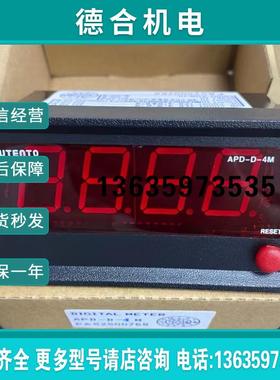 德合机电
信经营
后保障
货秒发
保一年
APD-D-4M
13635973535
RESET
DIGITAL METER
APD-D-4M
齐全 更多型号请店咨询 电话:1363597